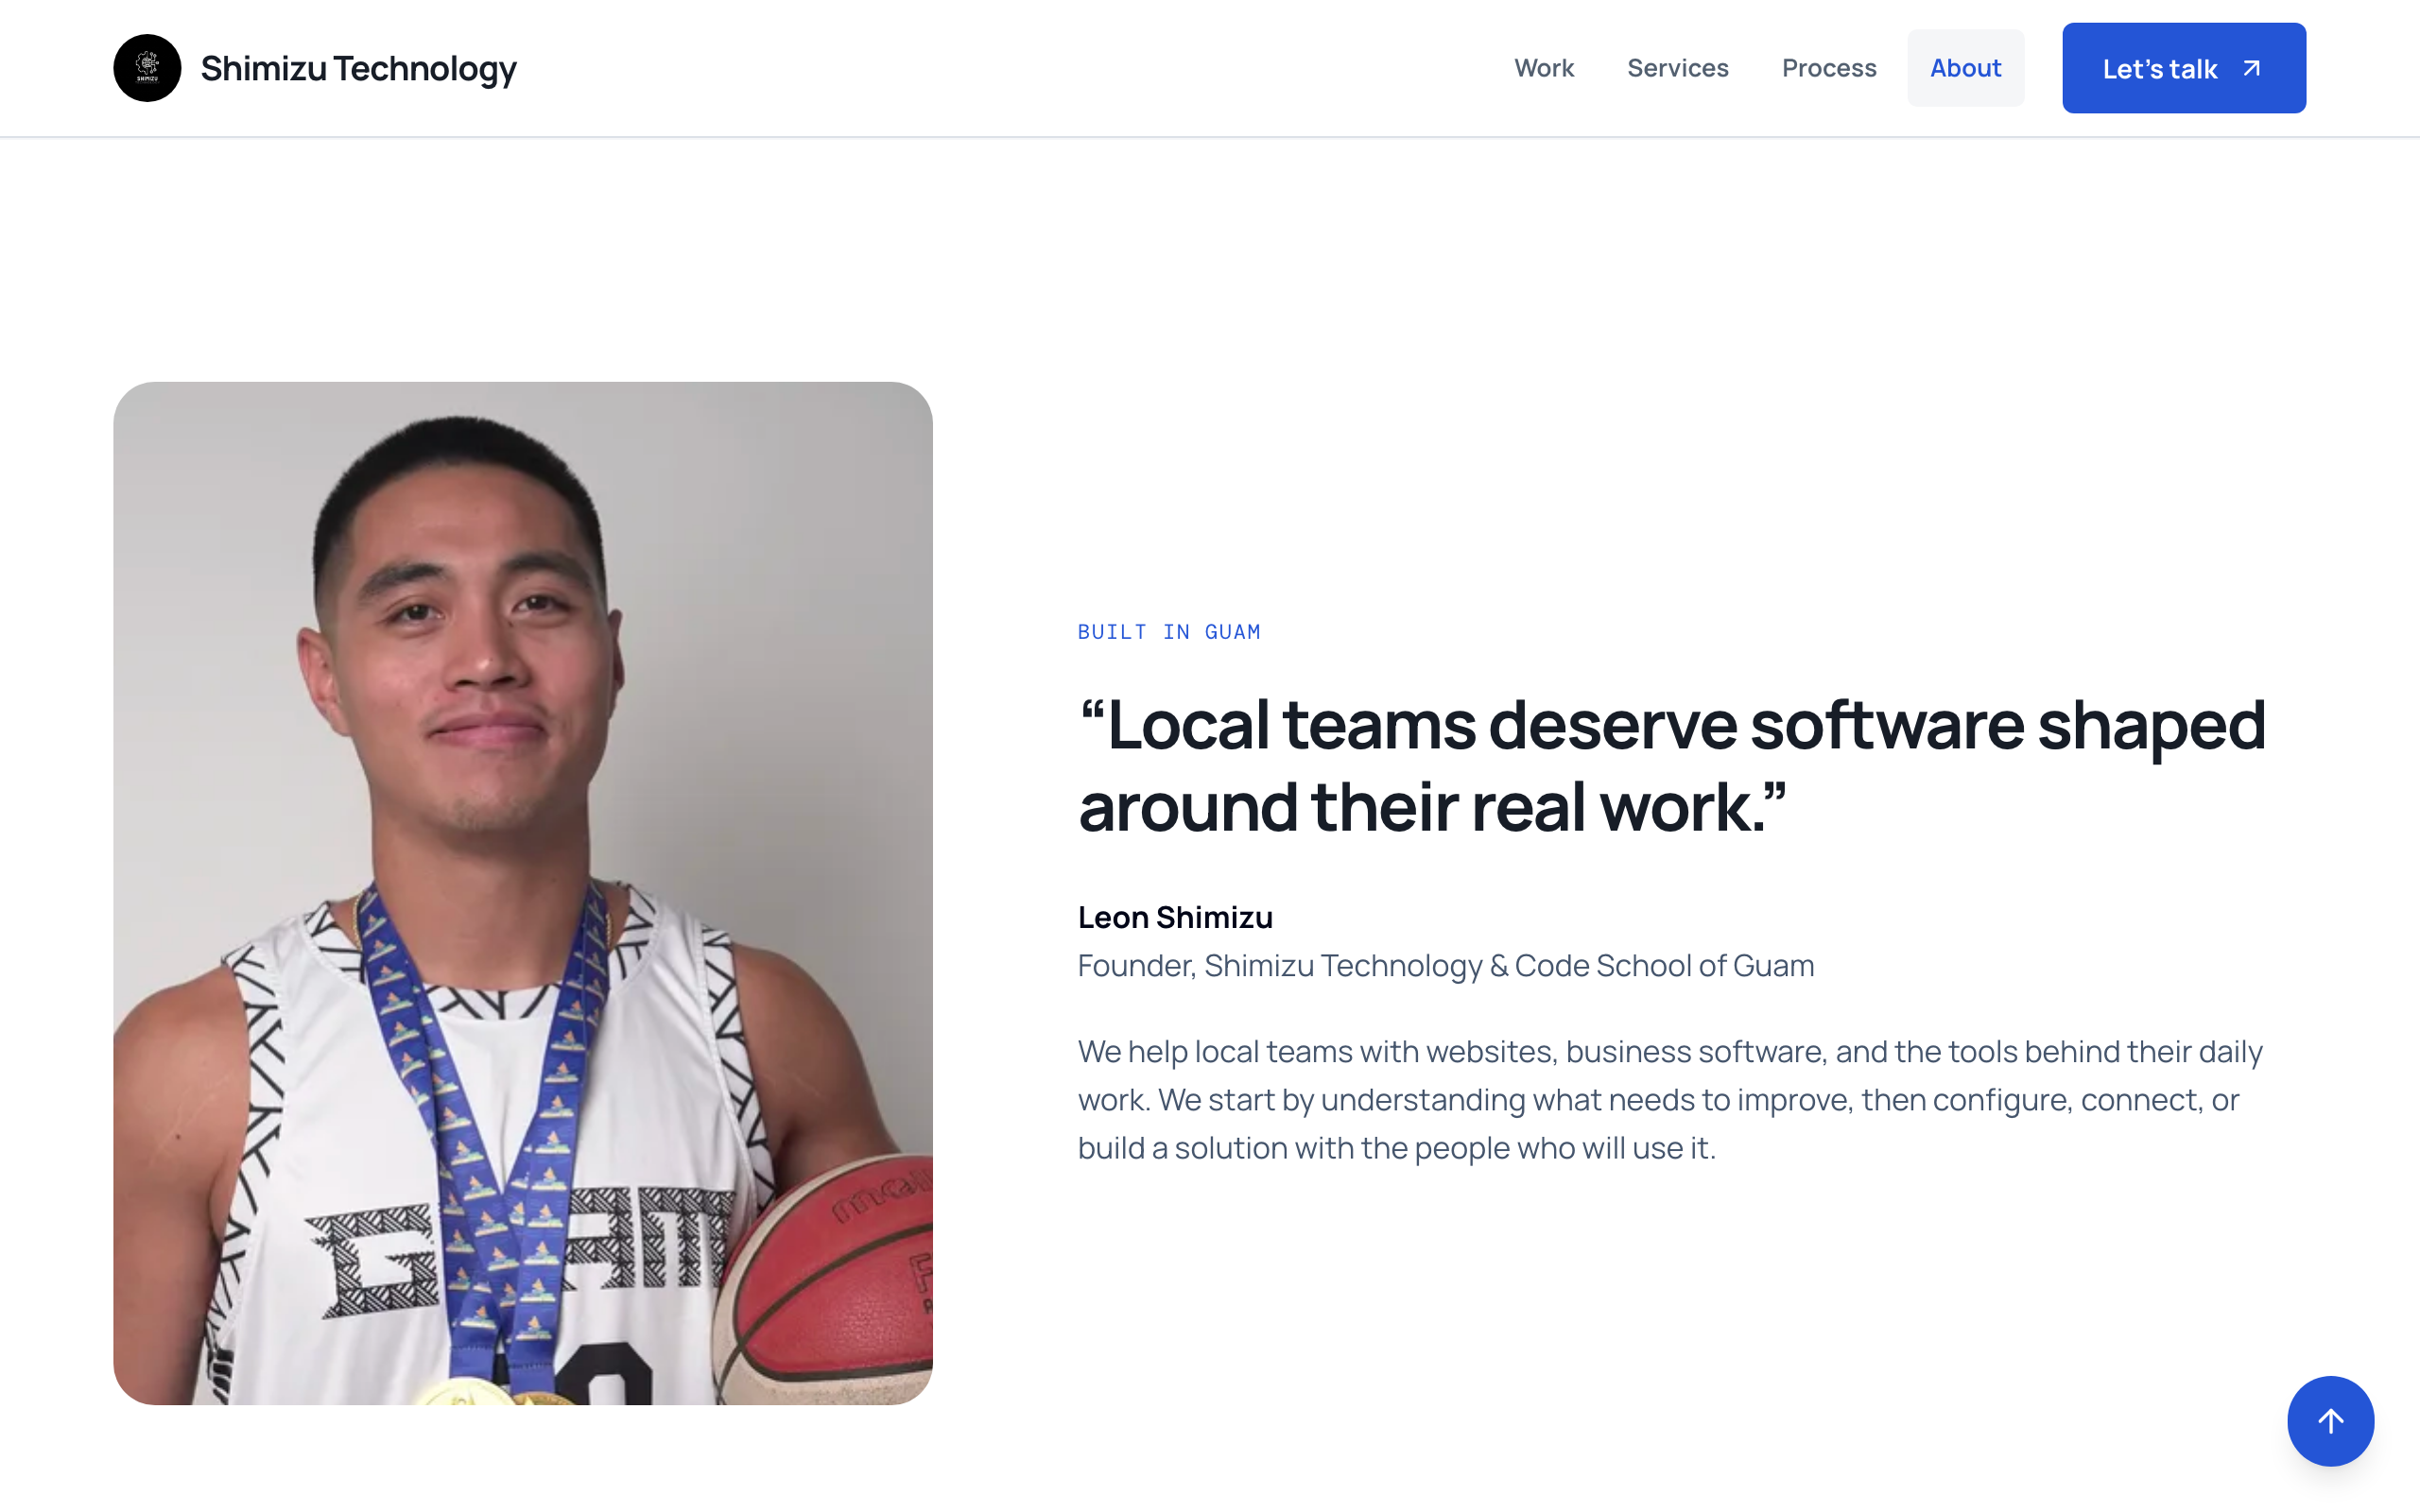 SHIMIZU
Shimizu Technology
Work
Services
Process
About
Let’s talk
BUILT IN GUAM
“Local teams deserve software shaped
around their real work.”
Leon Shimizu
Founder, Shimizu Technology & Code School of Guam
We help local teams with websites, business software, and the tools behind their daily
work. We start by understanding what needs to improve, then configure, connect, or
build a solution with the people who will use it.